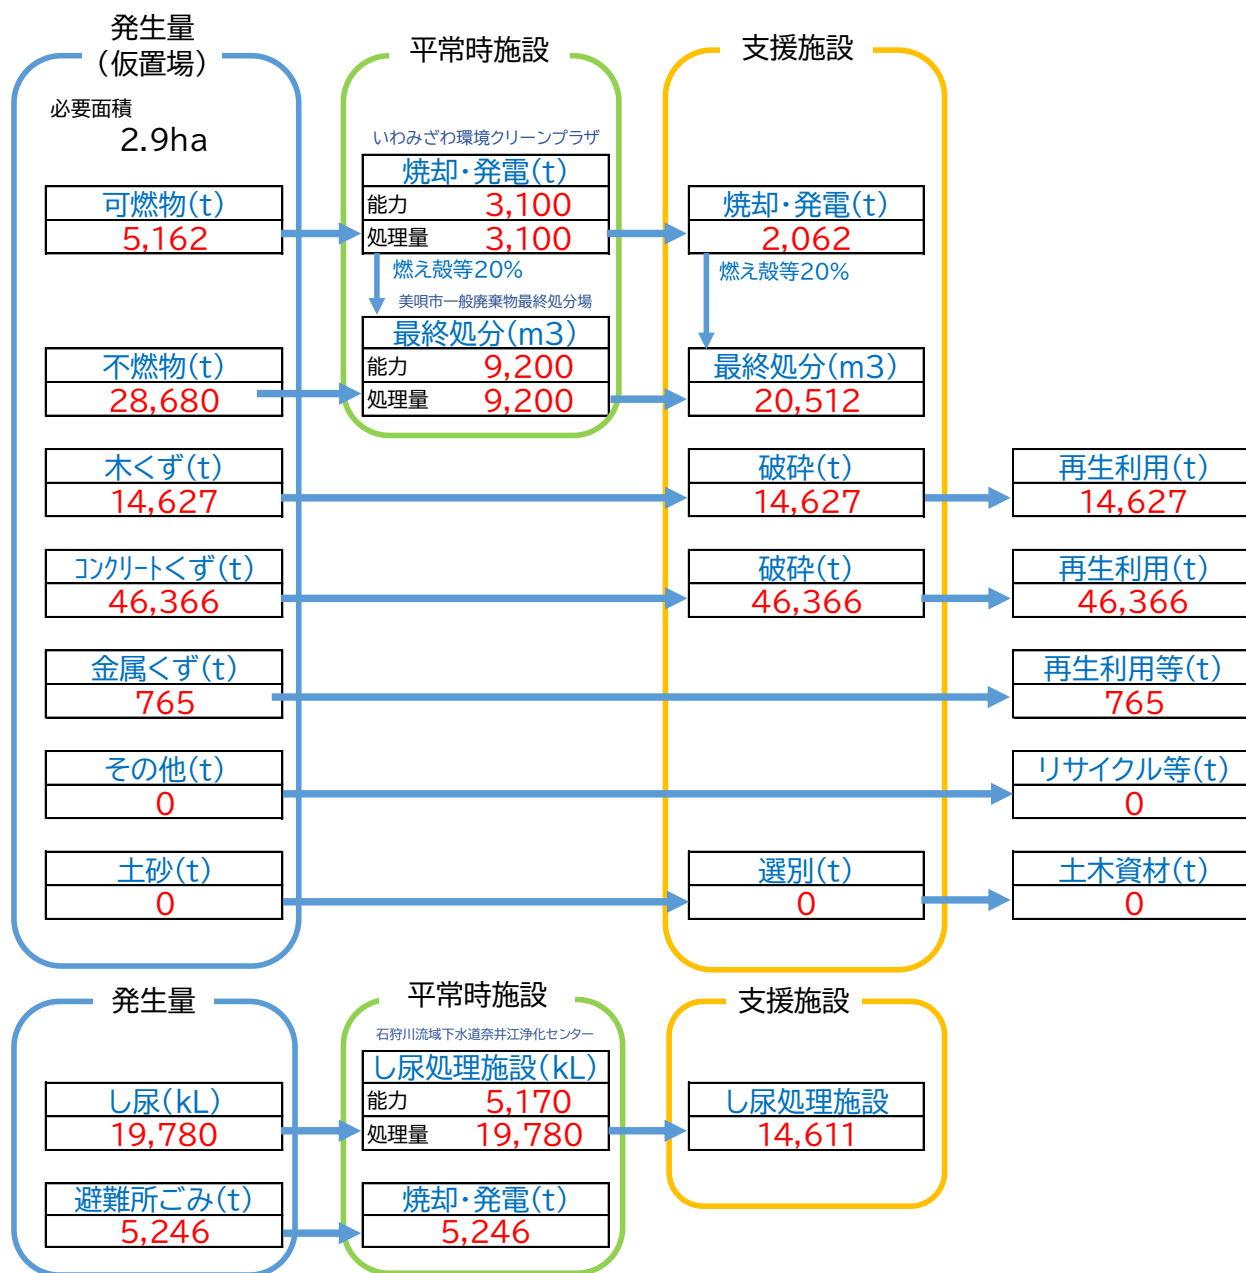 発生量
（仮置場）
平常時施設
支援施設
必要面積
2.9ha
いわみざわ環境クリーンプラザ
焼却・発電(t)
能力 3,100
処理量 3,100
可燃物(t)
5,162
焼却・発電(t)
2,062
燃え殻等20%
燃え殻等20%
美唄市一般廃棄物最終処分場
最終処分(m3)
能力 9,200
処理量 9,200
不燃物(t)
28,680
最終処分(m3)
20,512
木くず(t)
14,627
破砕(t)
14,627
再生利用(t)
14,627
コンクリートくず(t)
46,366
破砕(t)
46,366
再生利用(t)
46,366
金属くず(t)
765
再生利用等(t)
765
その他(t)
0
リサイクル等(t)
0
土砂(t)
0
選別(t)
0
土木資材(t)
0
発生量
平常時施設
支援施設
石狩川流域下水道奈井江浄化センター
し尿処理施設(kL)
能力 5,170
処理量 19,780
し尿(kL)
19,780
し尿処理施設
14,611
避難所ごみ(t)
5,246
焼却・発電(t)
5,246